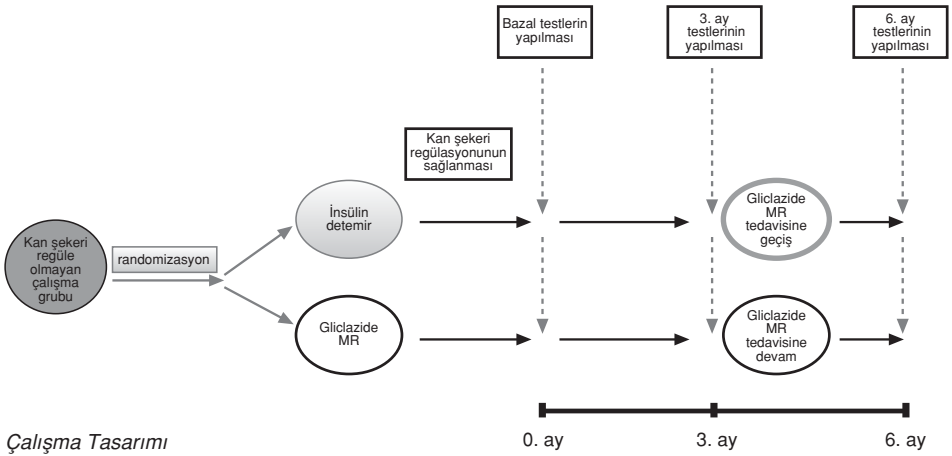 Bazal testlerin
yapılması
3. ay
testlerinin
yapılması
6. ay
testlerinin
yapılması
Kan şekeri
regülasyonunun
sağlanması
Kan şekeri
regüle
olmayan
çalışma
grubu
randomizasyon
İnsülin
detemir
Gliclazide
MR
tedavisine
geçiş
Gliclazide
MR
Gliclazide
MR
tedavisine
devam
Çalışma Tasarımı
0. ay
3. ay
6. ay